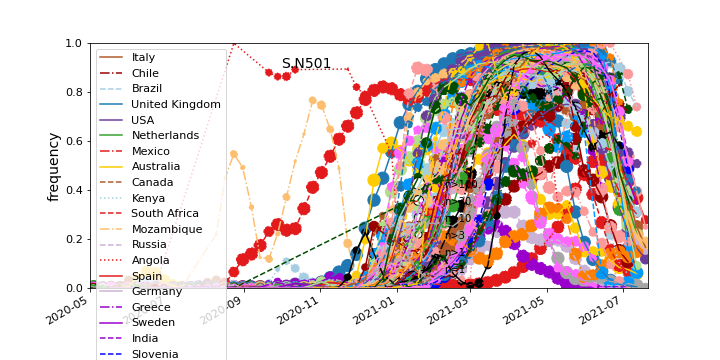 S.N501
1.0
0.8
0.6
0.4
0.2
0.0
frequency
Italy
Chile
Brazil
United Kingdom
USA
Netherlands
Mexico
Australia
Canada
Kenya
South Africa
Mozambique
Russia
Angola
Spain
Germany
Greece
Sweden
India
Slovenia
2020-05
2020-07
2020-09
2020-11
2021-01
2021-03
2021-05
2021-07